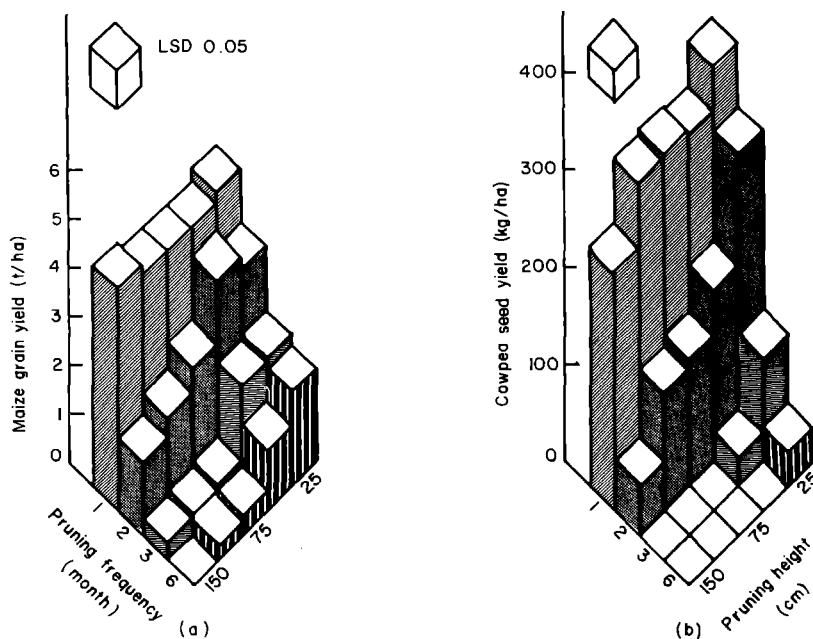 LSD 0.05
6
5
4
3
2
1
0
Maize grain yield (t/ha)
1
2
3
6
Pruning frequency
(month)
150
75
25
(a)
400
300
200
100
0
Cowpea seed yield (kg/ha)
1
2
3
6
150
75
25
Pruning height
(cm)
(b)